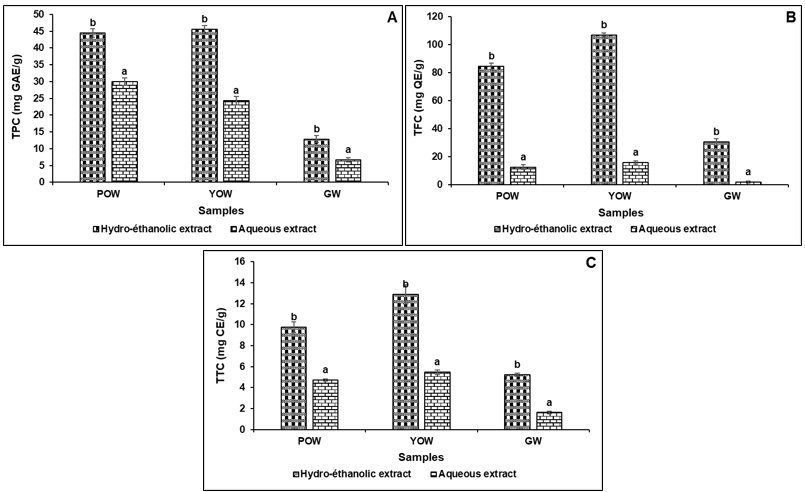 A
TPC (mg GAE/g)
50
45
40
35
30
25
20
15
10
5
0
b
a
b
a
b
a
POW
YOW
GW
Samples
Hydro-éthanolic extract
Aqueous extract
B
TFC (mg QE/g)
120
100
80
60
40
20
0
b
a
b
a
b
a
POW
YOW
GW
Samples
Hydro-éthanolic extract
Aqueous extract
C
TTC (mg CE/g)
16
14
12
10
8
6
4
2
0
b
a
b
a
b
a
POW
YOW
GW
Samples
Hydro-éthanolic extract
Aqueous extract